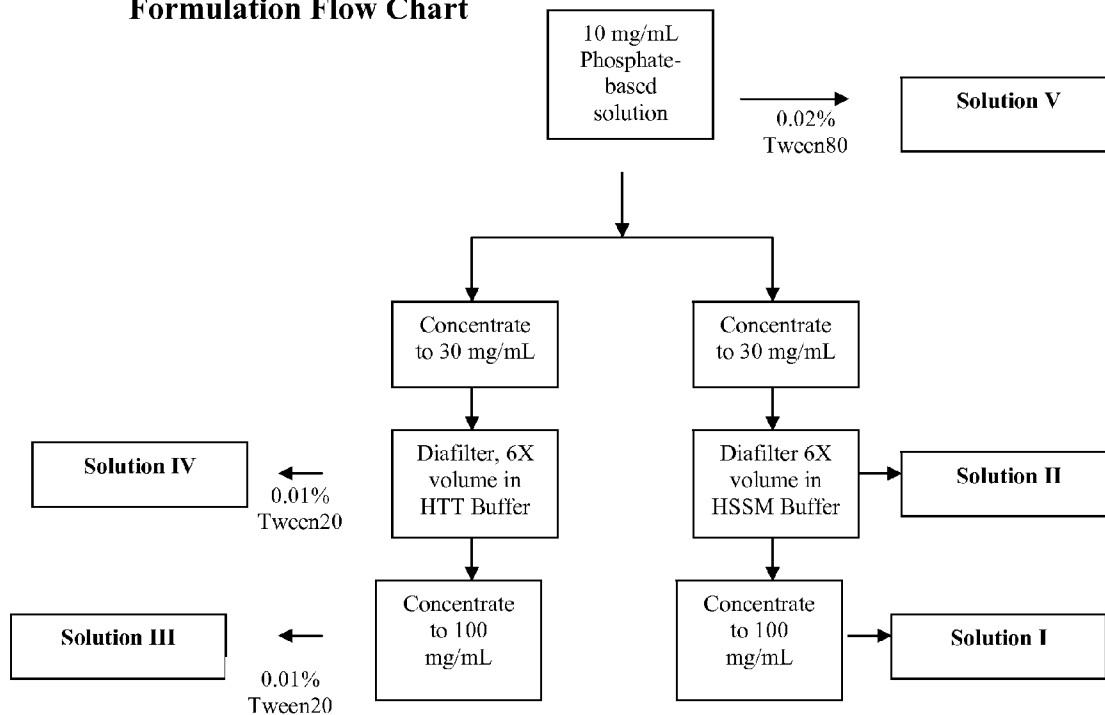 Formulation Flow Chart
10 mg/mL
Phosphate-
based
solution
0.02%
Tween80
Solution V
Concentrate
to 30 mg/mL
Concentrate
to 30 mg/mL
Diafilter, 6X
volume in
HTT Buffer
Diafilter 6X
volume in
HSSM Buffer
Solution IV
0.01%
Tween20
Solution II
Concentrate
to 100
mg/mL
Concentrate
to 100
mg/mL
Solution III
0.01%
Tween20
Solution I